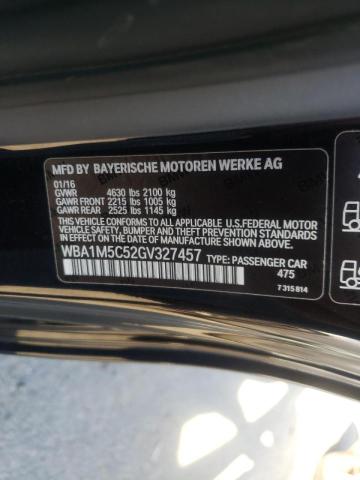 MFD BY BAYERISCHE MOTOREN WERKE AG
01/16
GVWR 4630 lbs 2100 kg
GAWR FRONT 2215 lbs 1005 kg
GAWR REAR 2525 lbs 1145 kg
THIS VEHICLE CONFORMS TO ALL APPLICABLE U.S.FEDERAL MOTOR
VEHICLE SAFETY, BUMPER AND THEFT PREVENTION STANDARDS IN
EFFECT ON THE DATE OF MANUFACTURE SHOWN ABOVE.
WBA1M5C52GV327457 TYPE: PASSENGER CAR
475
7 315 814